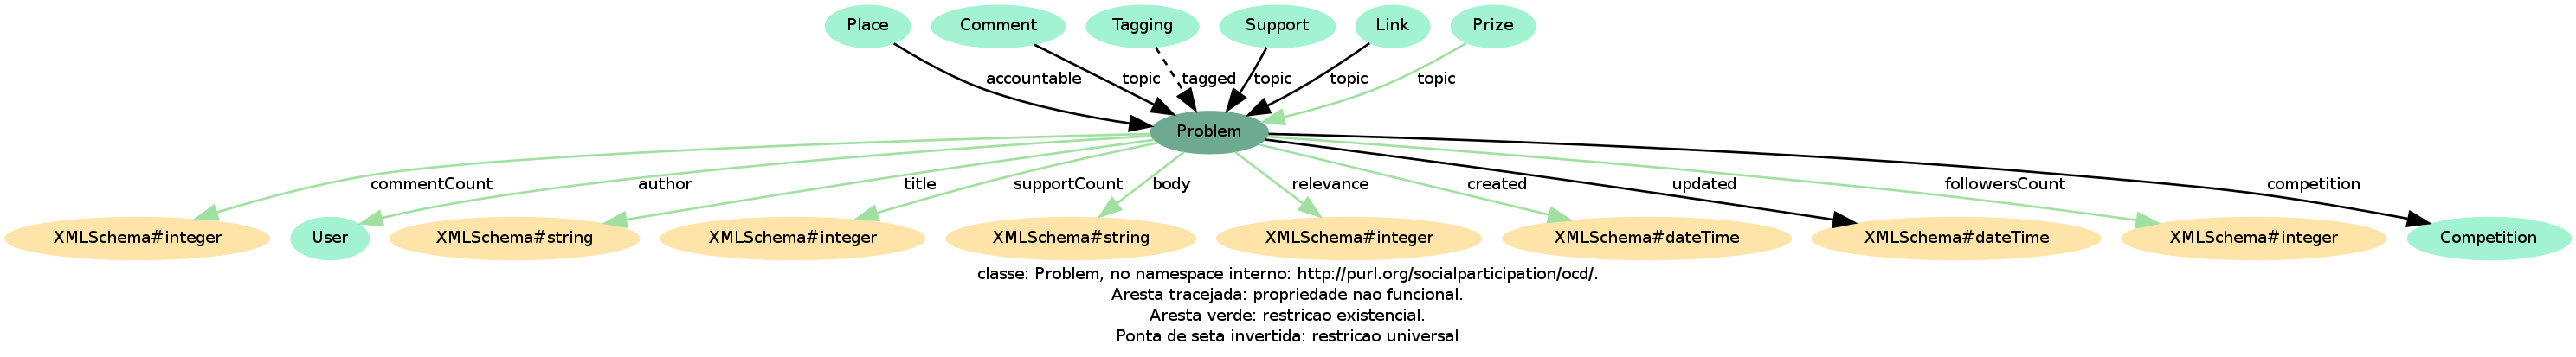 Place Comment Tagging Support Link Prize
accountable topic tagged topic topic topic
Problem
commentCount author title supportCount body relevance created updated followersCount competition
XMLSchema#integer User XMLSchema#string XMLSchema#integer XMLSchema#string XMLSchema#integer XMLSchema#dateTime XMLSchema#dateTime XMLSchema#integer Competition
classe: Problem, no namespace interno: http://purl.org/socialparticipation/ocd/.
Aresta tracejada: propriedade nao funcional.
Aresta verde: restricao existencial.
Ponta de seta invertida: restricao universal